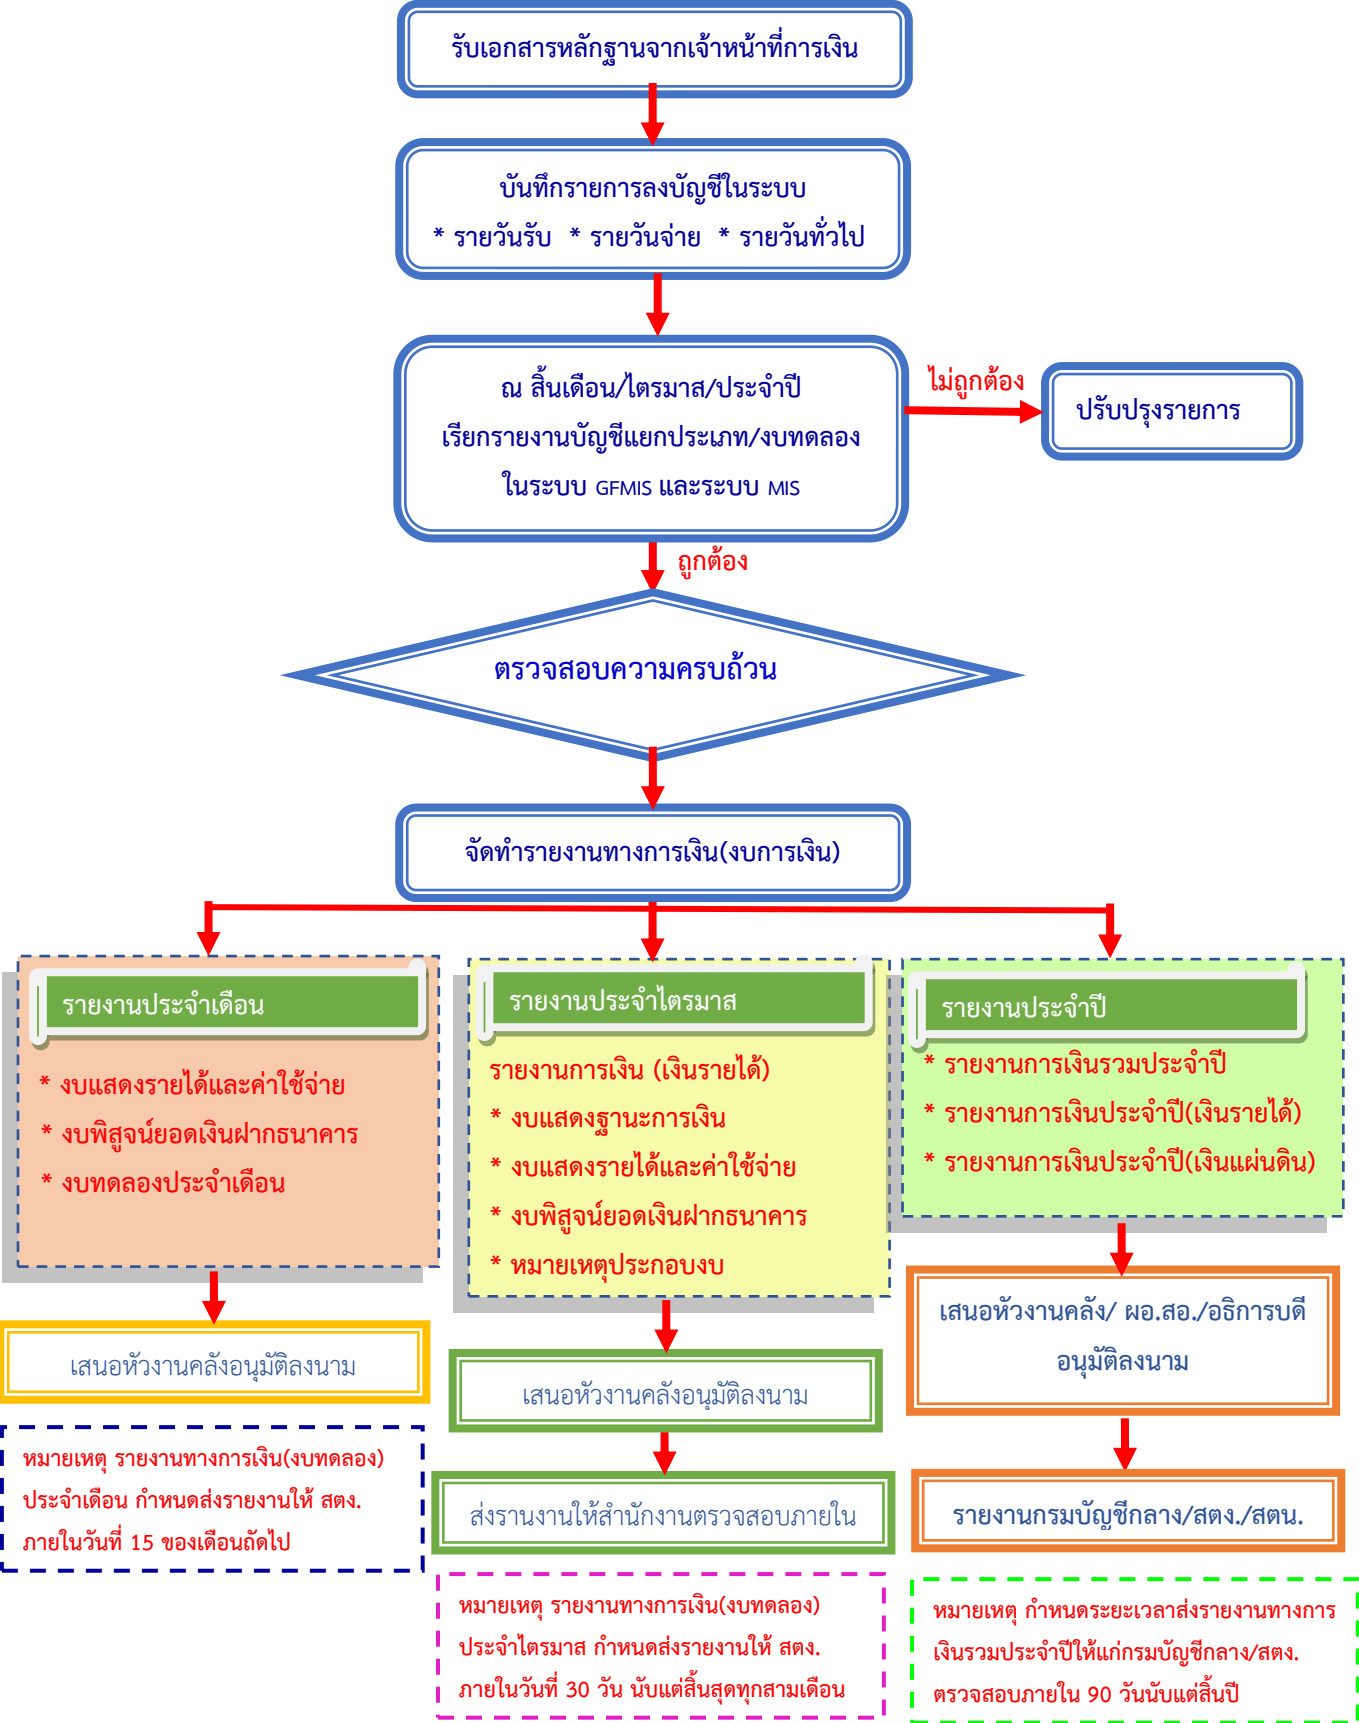 รับเอกสารหลักฐานจากเจ้าหน้าที่การเงิน
บันทึกรายการลงบัญชีในระบบ
* รายวันรับ * รายวันจ่าย * รายวันทั่วไป
ณ สิ้นเดือน/ไตรมาส/ประจำปี
เรียกรายงานบัญชีแยกประเภท/งบทดลอง
ในระบบ GFMIS และระบบ MIS
ไม่ถูกต้อง
ปรับปรุงรายการ
ถูกต้อง
ตรวจสอบความครบถ้วน
จัดทำรายงานทางการเงิน(งบการเงิน)
รายงานประจำเดือน
* งบแสดงรายได้และค่าใช้จ่าย
* งบพิสูจน์ยอดเงินฝากธนาคาร
* งบทดลองประจำเดือน
เสนอหัวงานคลังอนุมัติลงนาม
หมายเหตุ รายงานทางการเงิน(งบทดลอง)
ประจำเดือน กำหนดส่งรายงานให้ สตง.
ภายในวันที่ 15 ของเดือนถัดไป
รายงานประจำไตรมาส
รายงานการเงิน (เงินรายได้)
* งบแสดงฐานะการเงิน
* งบแสดงรายได้และค่าใช้จ่าย
* งบพิสูจน์ยอดเงินฝากธนาคาร
* หมายเหตุประกอบงบ
เสนอหัวงานคลังอนุมัติลงนาม
ส่งรานงานให้สำนักงานตรวจสอบภายใน
หมายเหตุ รายงานทางการเงิน(งบทดลอง)
ประจำไตรมาส กำหนดส่งรายงานให้ สตง.
ภายในวันที่ 30 วัน นับแต่สิ้นสุดทุกสามเดือน
รายงานประจำปี
* รายงานการเงินรวมประจำปี
* รายงานการเงินประจำปี(เงินรายได้)
* รายงานการเงินประจำปี(เงินแผ่นดิน)
เสนอหัวงานคลัง/ ผอ.สอ./อธิการบดี
อนุมัติลงนาม
รายงานกรมบัญชีกลาง/สตง./สตน.
หมายเหตุ กำหนดระยะเวลาส่งรายงานทางการ
เงินรวมประจำปีให้แก่กรมบัญชีกลาง/สตง.
ตรวจสอบภายใน 90 วันนับแต่สิ้นปี